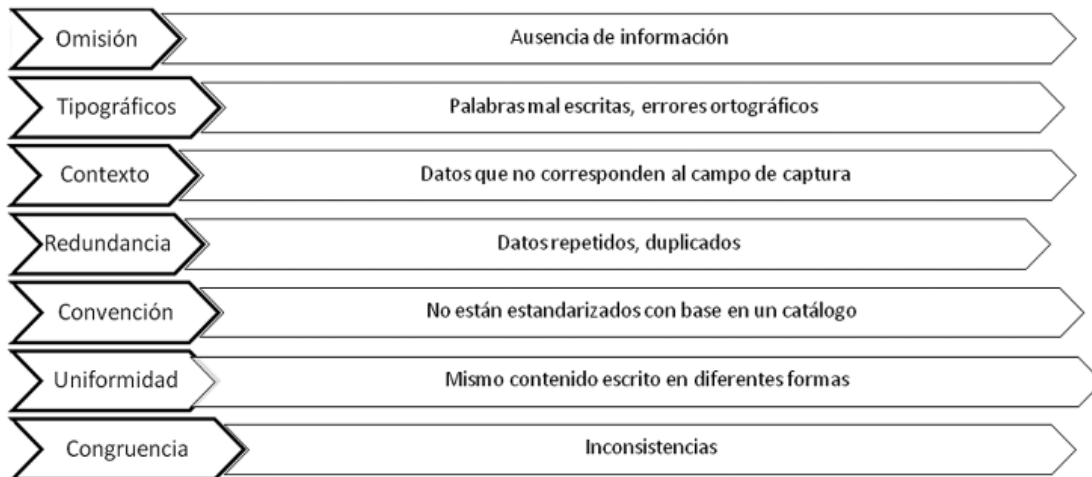 Omisión
Ausencia de información
Tipográficos
Palabras mal escritas, errores ortográficos
Contexto
Datos que no corresponden al campo de captura
Redundancia
Datos repetidos, duplicados
Convención
No están estandarizados con base en un catálogo
Uniformidad
Mismo contenido escrito en diferentes formas
Congruencia
Inconsistencias